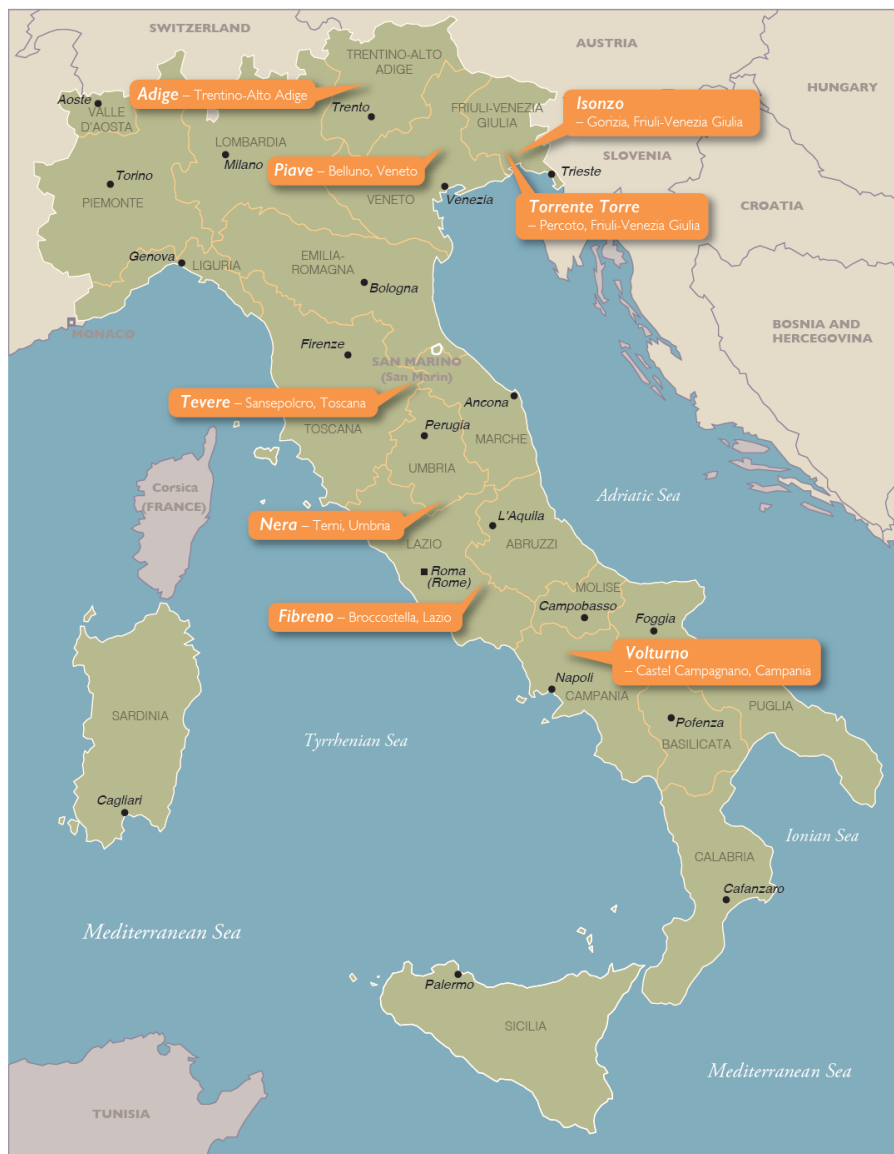 SWITZERLAND
AUSTRIA
HUNGARY
TRENTINO-ALTO
ADIGE
Adige – Trentino-Alto Adige
Aoste
VALLE
D'AOSTA
Trento
FRIULI-VENEZIA
GIULIA
Isonzo
– Gorizia, Friuli-Venezia Giulia
LOMBARDIA
Milano
SLOVENIA
Piave – Belluno, Veneto
Trieste
Torino
PIEMONTE
VENETO
Venezia
Torrente Torre
– Percoto, Fruli-Venezia Giulia
CROATIA
Genova
LIGURIA
EMILIA-
ROMAGNA
Bologna
MONACO
BOSNIA AND
HERCEGOVINA
Firenze
SAN MARINO
(San Marin)
Tevere – Sansepolcro, Toscana
Ancona
TOSCANA
Perugia
MARCHE
UMBRIA
Corsica
(FRANCE)
Adriatic Sea
Nera – Terni, Umbria
L'Aquila
LAZIO
ABRUZZI
Roma
(Rome)
MOLISE
Fibreno – Broccostella, Lazio
Campobasso
Foggia
Volturno
– Castel Campagnano, Campania
Napoli
CAMPANIA
PUGLIA
SARDINIA
Pofenza
BASILICATA
Tyrrhenian Sea
Cagliari
Ionian Sea
CALABRIA
Cafanzaro
Mediterranean Sea
Palermo
SICILIA
Mediterranean Sea
TUNISIA